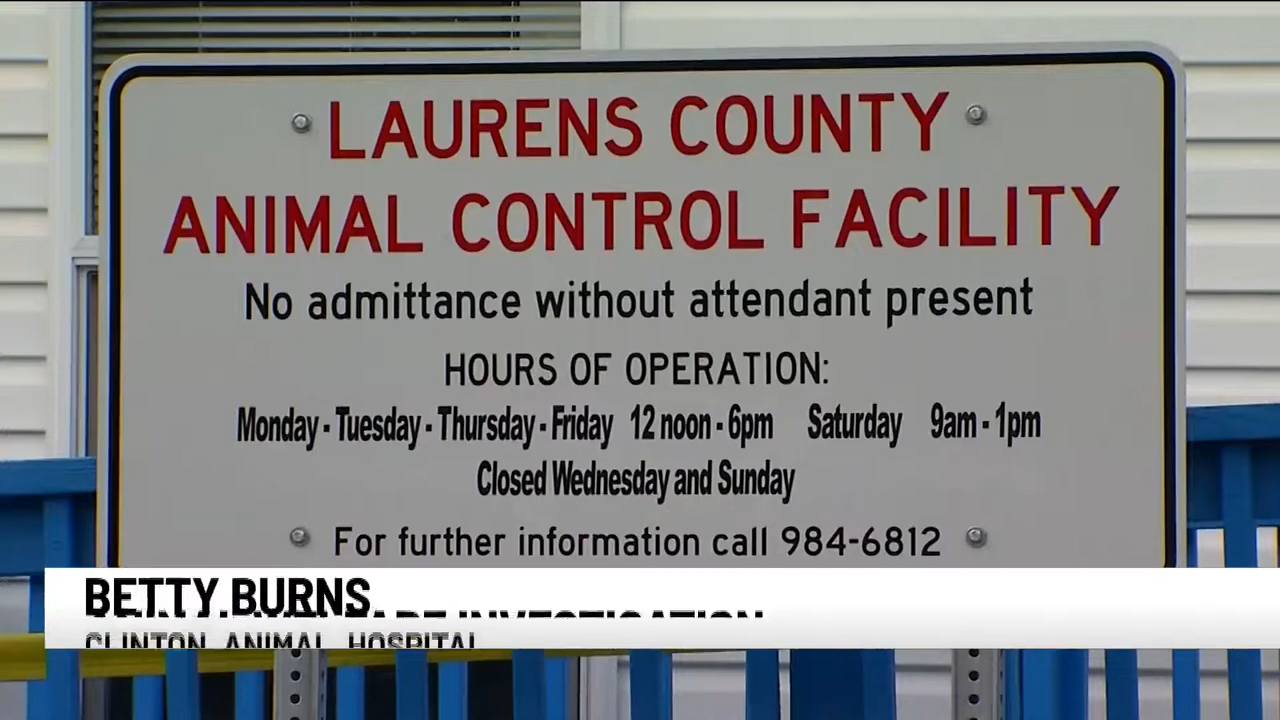 LAURENS COUNTY
ANIMAL CONTROL FACILITY
No admittance without attendant present
HOURS OF OPERATION:
Monday - Tuesday - Thursday - Friday 12 noon - 6pm Saturday 9am - 1pm
Closed Wednesday and Sunday
For further information call 984-6812
BETTY BURNS
INVESTIGATION
CLINTON ANIMAL HOSPITAL